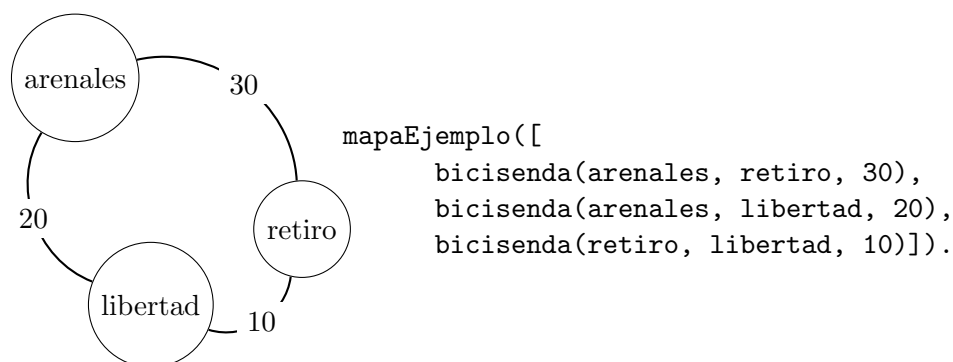 arenales
30
mapaEjemplo([
bicisenda(arenales, retiro, 30),
bicisenda(arenales, libertad, 20),
bicisenda(retiro, libertad, 10)]).
20
retiro
libertad
10